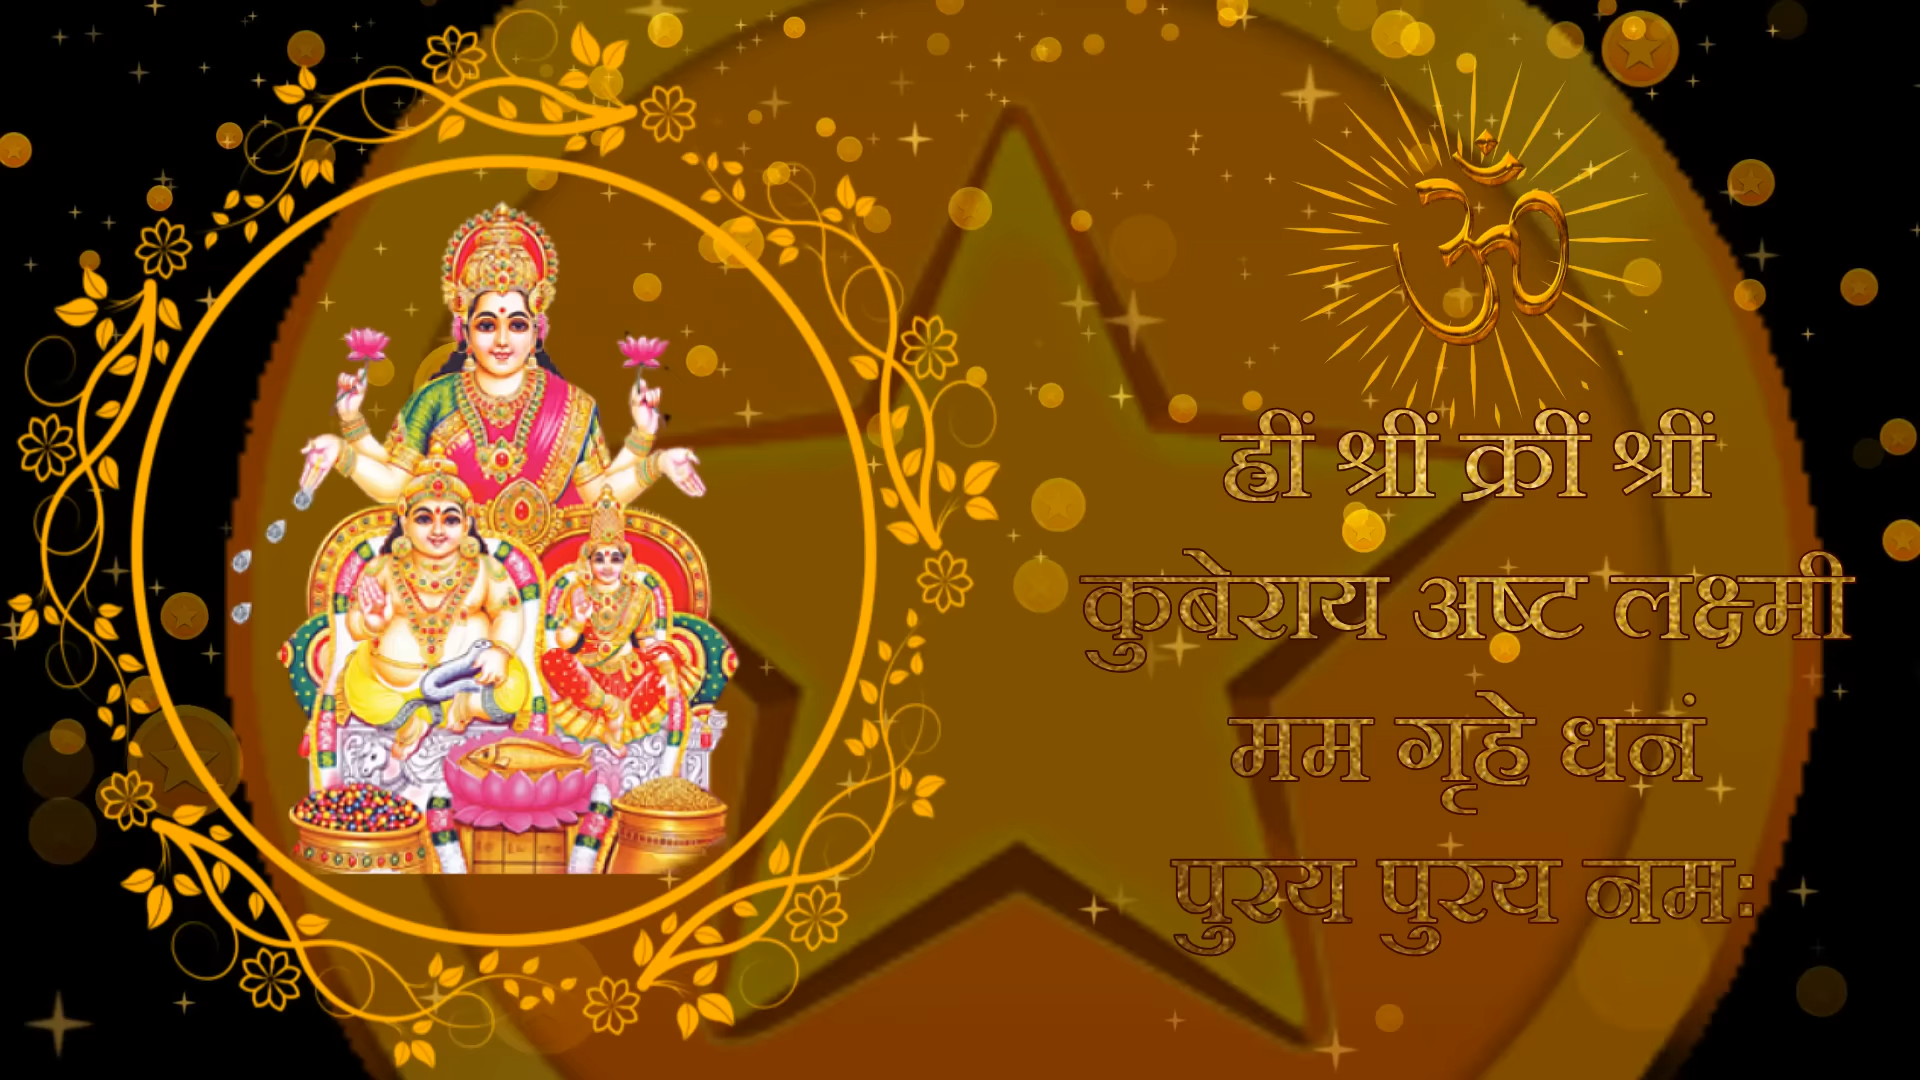 ॐ
ह्रीं श्रीं क्रीं श्रीं
कुबेराय अष्ट लक्ष्मी
मम गृहे धनं
पुरय पुरय नमः